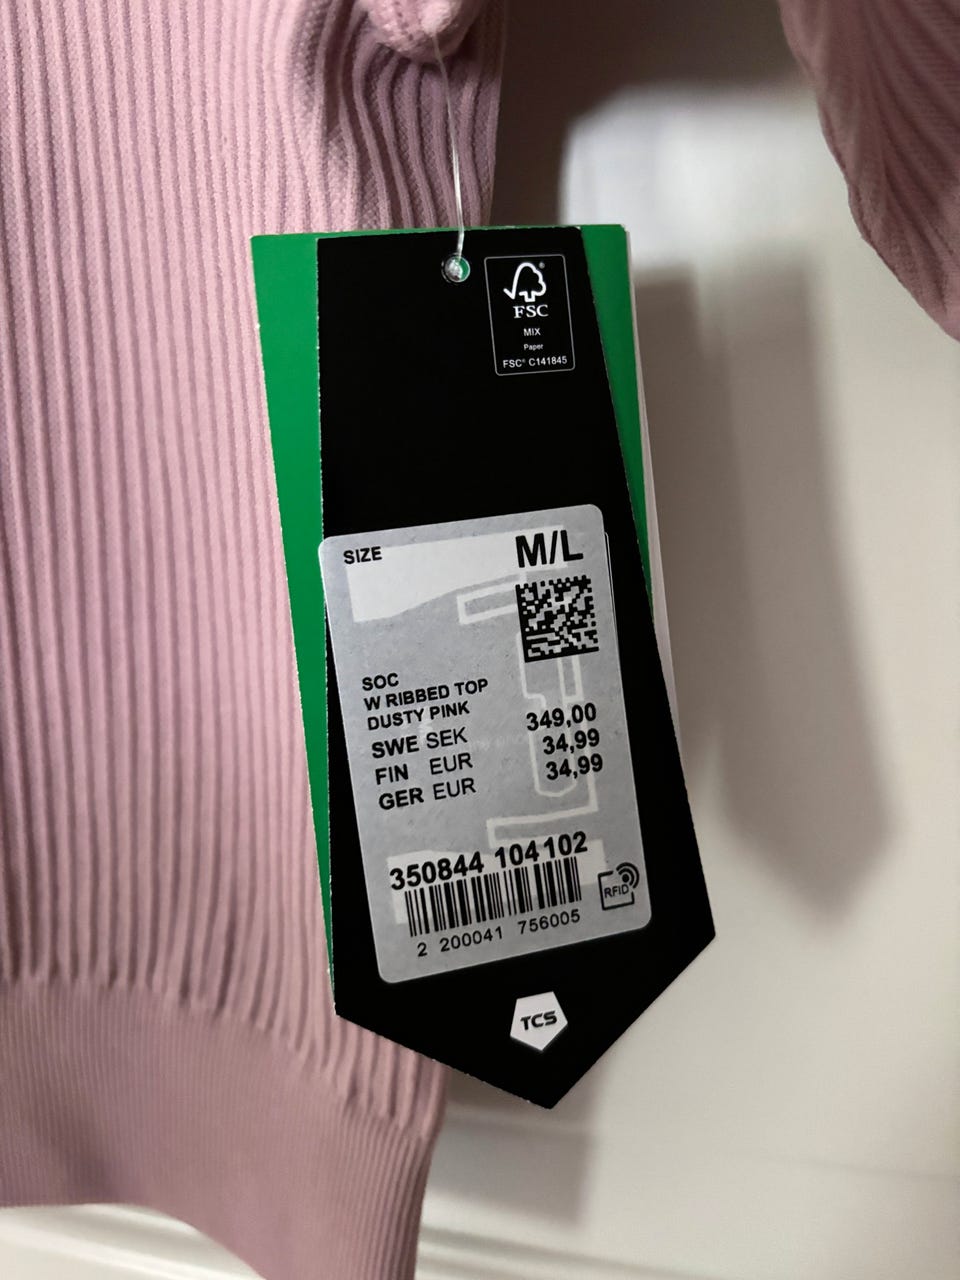 FSC
MIX
Paper
FSC® C141845
SIZE M/L
SOC
W RIBBED TOP
DUSTY PINK
SWE SEK 349,00
FIN EUR 34,99
GER EUR 34,99
350844 104102
RFID
2 200041 756005
TCS